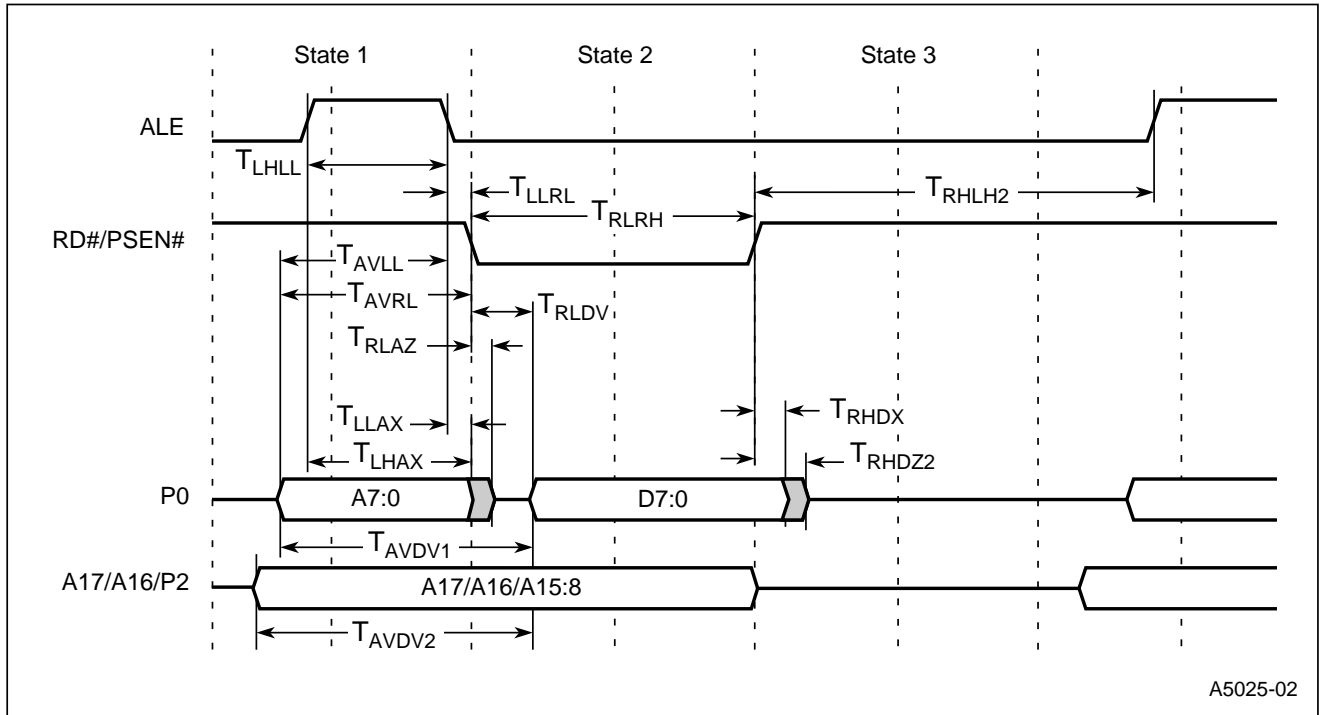 State 1 State 2 State 3
ALE
TLHLL
TLLRL
TRLRH
TRHLH2
RD#/PSEN#
TAVLL
TAVRL
TRLDV
TRLAZ
TLLAX
TRHDX
TLHAX
TRHDZ2
P0 A7:0 D7:0
TAVDV1
A17/A16/P2 A17/A16/A15:8
TAVDV2
A5025-02